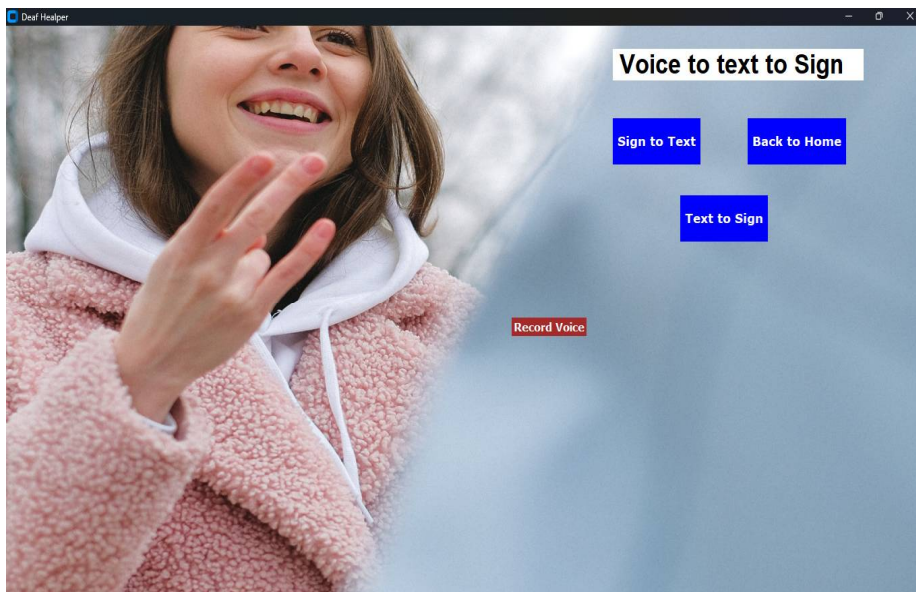 Deaf Healper
Voice to text to Sign
Sign to Text
Back to Home
Text to Sign
Record Voice